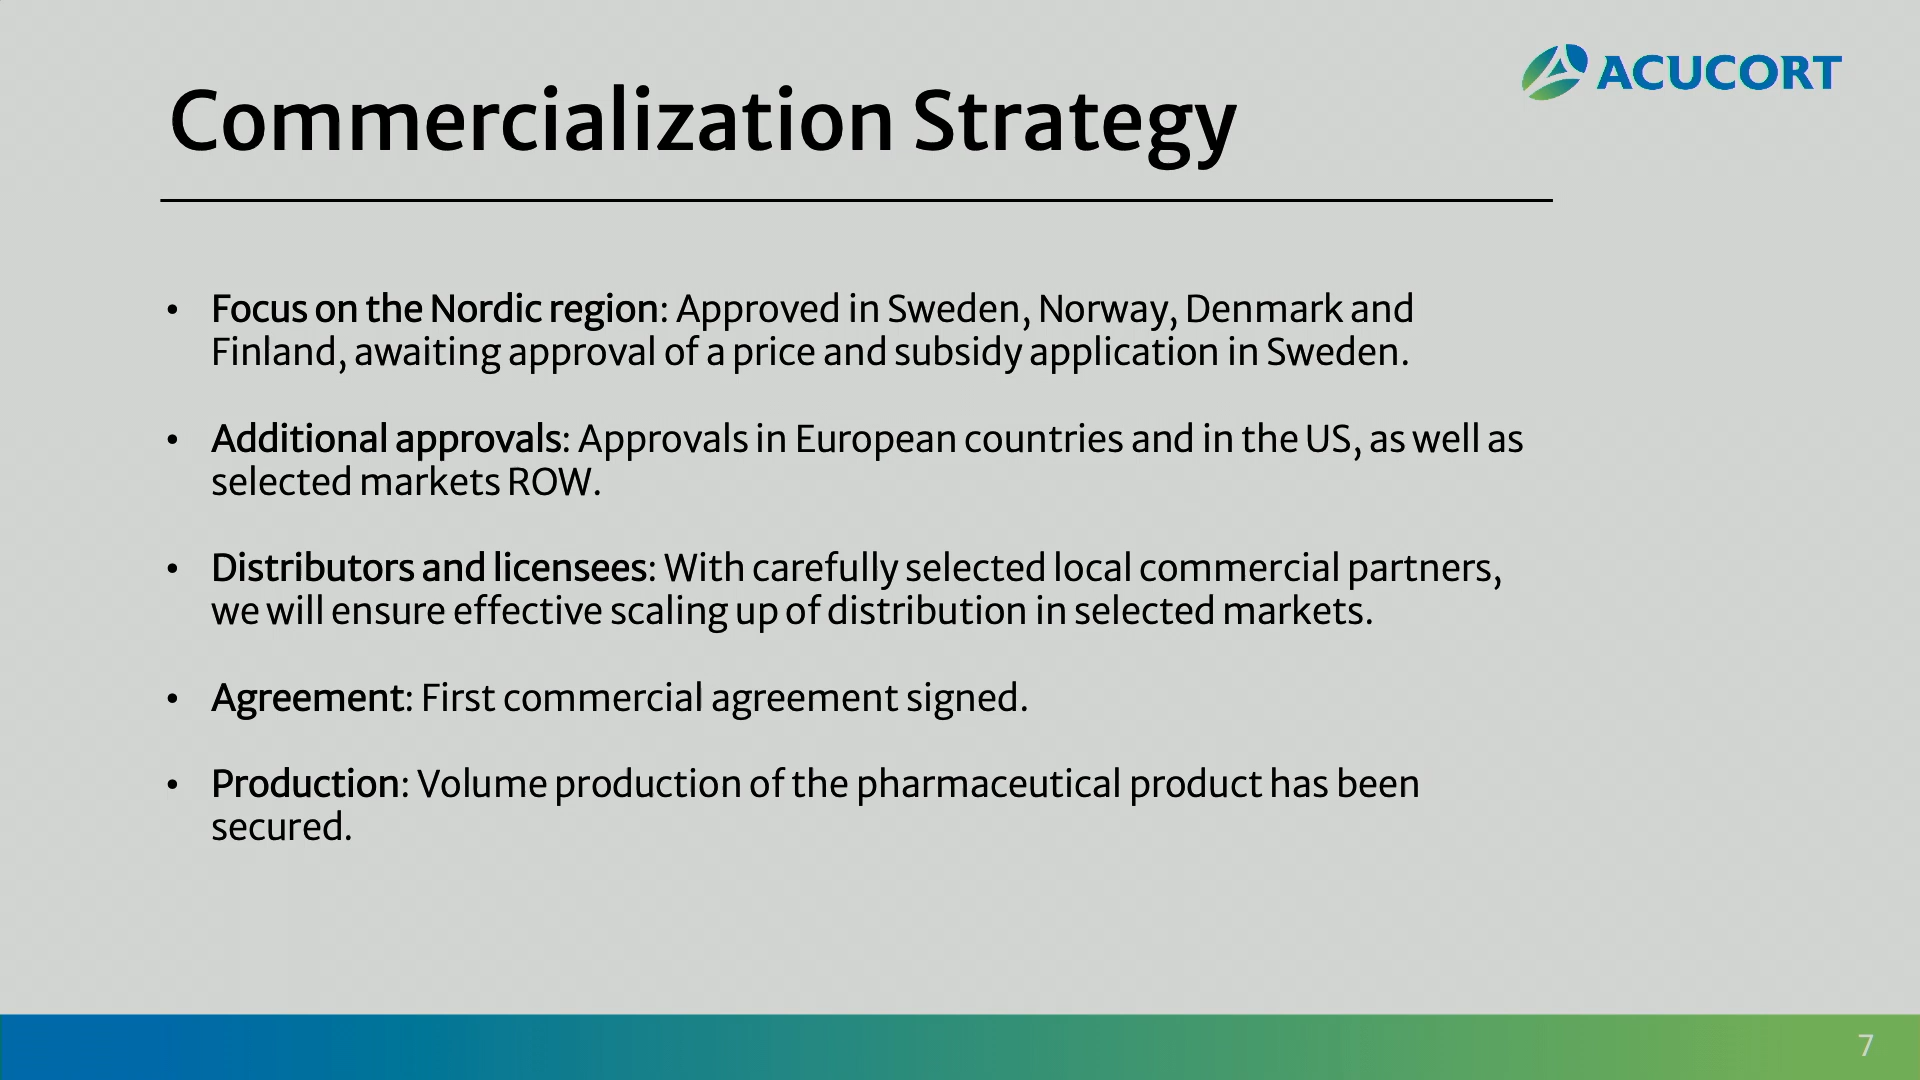 ACUCORT
Commercialization Strategy
• Focus on the Nordic region: Approved in Sweden, Norway, Denmark and
Finland, awaiting approval of a price and subsidy application in Sweden.
• Additional approvals: Approvals in European countries and in the US, as well as
selected markets ROW.
• Distributors and licensees: With carefully selected local commercial partners,
we will ensure effective scaling up of distribution in selected markets.
• Agreement: First commercial agreement signed.
• Production: Volume production of the pharmaceutical product has been
secured.
7